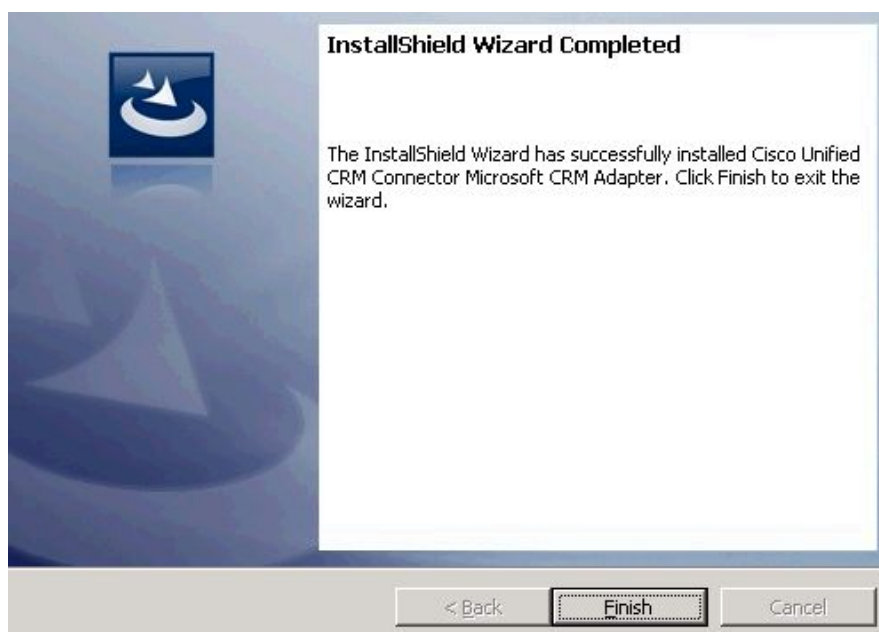 InstallShield Wizard Completed
The InstallShield Wizard has successfully installed Cisco Unified
CRM Connector Microsoft CRM Adapter. Click Finish to exit the
wizard.
< Back Finish Cancel